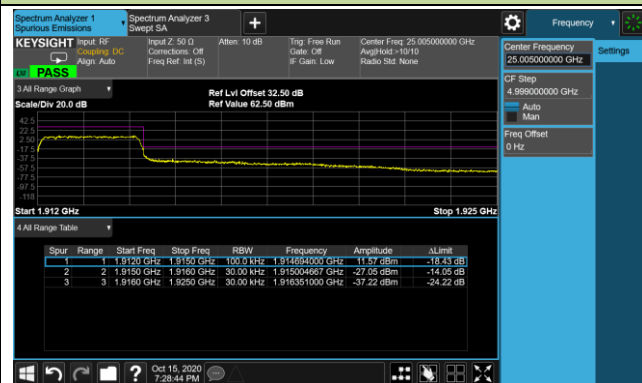 Spectrum Analyzer 1
Spurious Emissions
Spectrum Analyzer 3
Swept SA
Frequency
KEYSIGHT
Input: RF
Coupling: DC
Align: Auto
Input Z: 50 Ω
Corrections: Off
Freq Ref: Int (S)
Atten: 10 dB
Trig: Free Run
Gate: Off
IF Gain: Low
Center Freq: 25.005000000 GHz
Avg|Hold:>10/10
Radio Std: None
PASS
Center Frequency
25.005000000 GHz
Settings
CF Step
4.999000000 GHz
Auto
Man
Freq Offset
0 Hz
3 All Range Graph
Scale/Div 20.0 dB
Ref Lvl Offset 32.50 dB
Ref Value 62.50 dBm
42.5
22.5
2.50
-17.5
-37.5
-57.5
-77.5
-97.5
-118
Start 1.912 GHz
Stop 1.925 GHz
4 All Range Table
Spur Range Start Freq Stop Freq RBW Frequency Amplitude ΔLimit
1 1 1.9120 GHz 1.9150 GHz 100.0 kHz 1.914694000 GHz 11.57 dBm -18.43 dB
2 2 1.9150 GHz 1.9160 GHz 30.00 kHz 1.915004667 GHz -27.05 dBm -14.05 dB
3 3 1.9160 GHz 1.9250 GHz 30.00 kHz 1.916351000 GHz -37.22 dBm -24.22 dB
Oct 15, 2020
7:28:44 PM